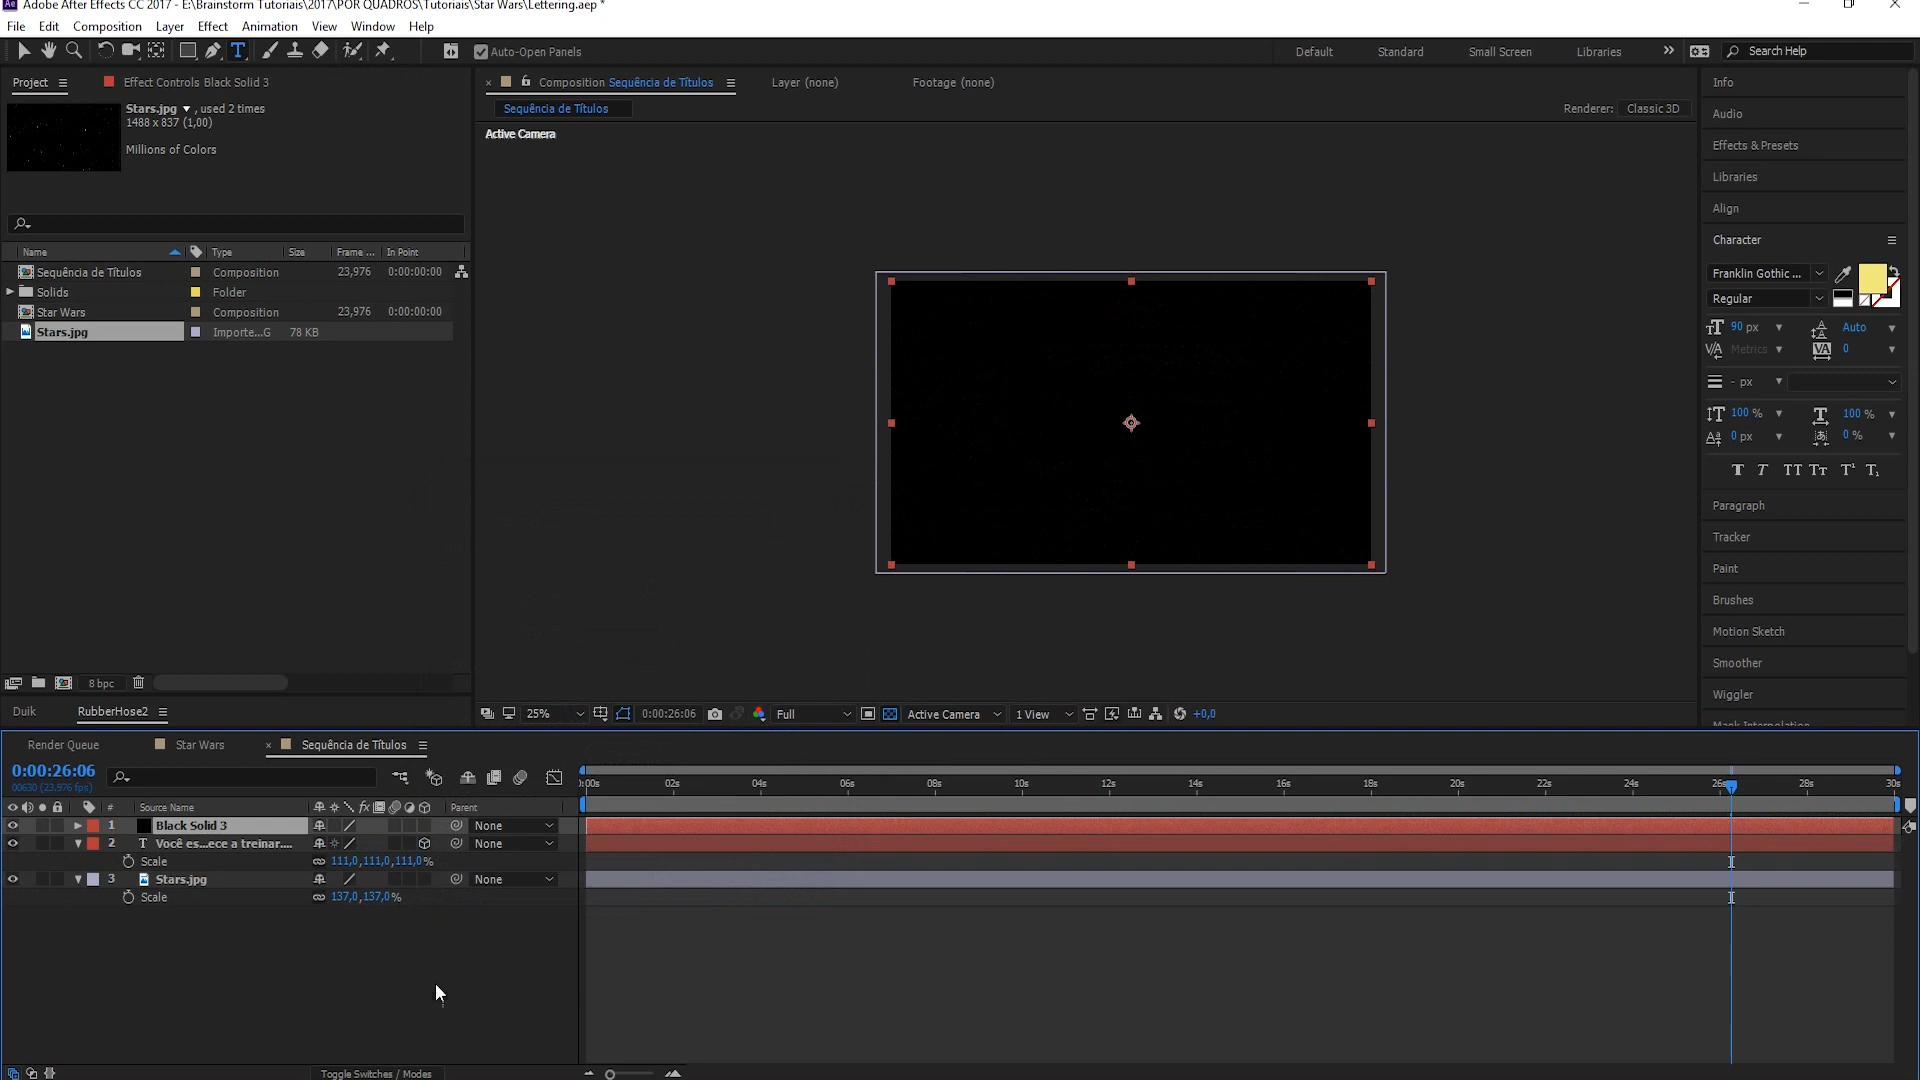 Adobe After Effects CC 2017 - E:\Brainstorm Tutoriais\2017\POR QUADROS\Tutoriais\Star Wars\Lettering.aep *
File Edit Composition Layer Effect Animation View Window Help
Auto-Open Panels Default Standard Small Screen Libraries Search Help
Project Effect Controls Black Solid 3 Composition Sequência de Títulos Layer (none) Footage (none) Info
Stars.jpg , used 2 times Sequência de Títulos Renderer: Classic 3D
1488 x 837 (1,00)
Millions of Colors
Active Camera
Audio
Effects & Presets
Libraries
Align
Character
Franklin Gothic ...
Regular
90 px Auto
Metrics 0
- px
100 % 100 %
0 px 0 %
T T TT Tт T¹ T₁
Paragraph
Tracker
Paint
Brushes
Motion Sketch
Smoother
Wiggler
Mask Interpolation
Name Type Size Frame ... In Point
Sequência de Títulos Composition 23,976 0:00:00:00
Solids Folder
Star Wars Composition 23,976 0:00:00:00
Stars.jpg Importe...G 78 KB
8 bpc
Duik RubberHose2
25% 0:00:26:06 Full Active Camera 1 View +0,0
Render Queue Star Wars Sequência de Títulos
0:00:26:06
00630 (23.976 fps)
:00s 02s 04s 06s 08s 10s 12s 14s 16s 18s 20s 22s 24s 26s 28s 30s
# Source Name fx Parent
1 Black Solid 3 None
2 T Você es...ece a treinar.... None
Scale 111,0,111,0,111,0%
3 Stars.jpg None
Scale 137,0,137,0%
Toggle Switches / Modes